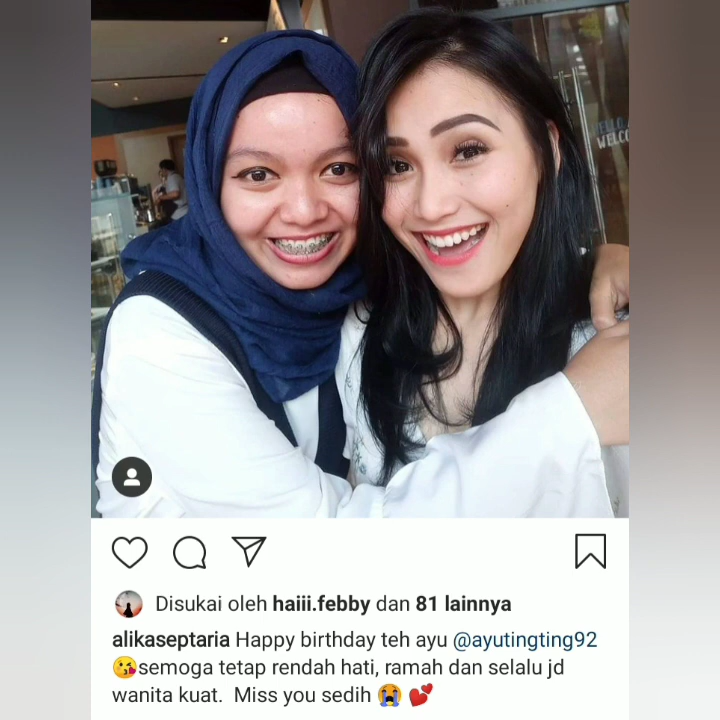 WELCO
Disukai oleh haiii.febby dan 81 lainnya
alikaseptaria Happy birthday teh ayu @ayutingting92
😘semoga tetap rendah hati, ramah dan selalu jd
wanita kuat. Miss you sedih 😭 💕